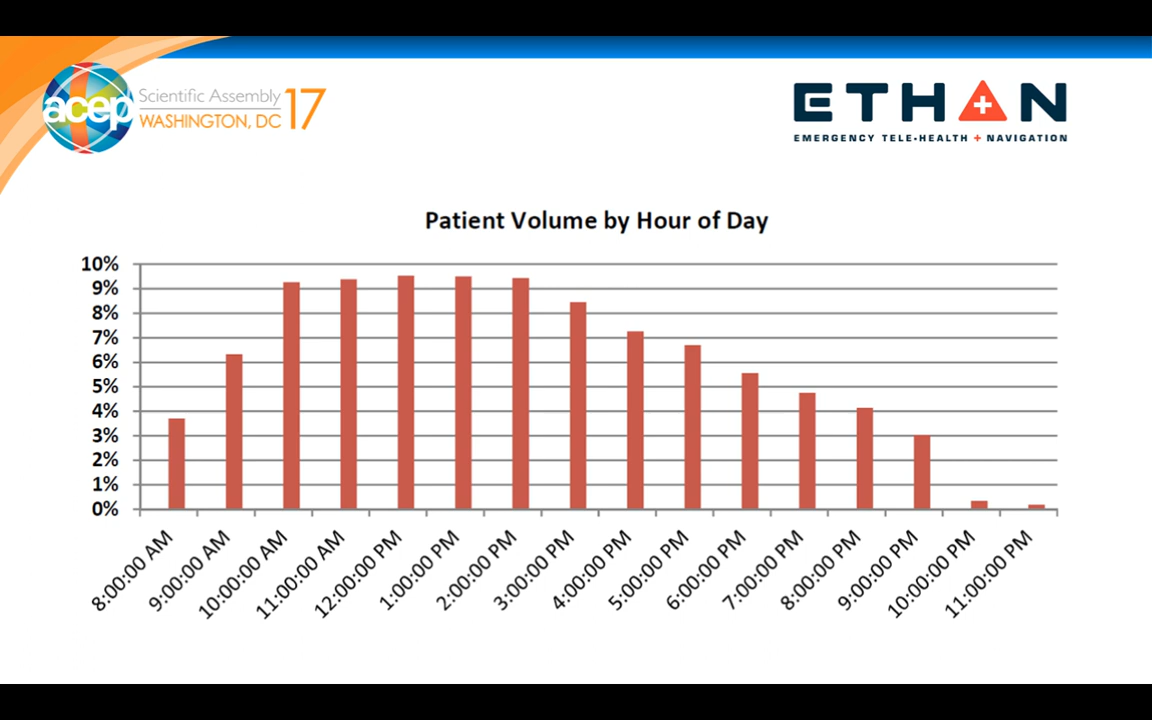 acep Scientific Assembly 17
WASHINGTON, DC
ETHAN
EMERGENCY TELE-HEALTH + NAVIGATION
Patient Volume by Hour of Day
10%
9%
8%
7%
6%
5%
4%
3%
2%
1%
0%
8:00:00 AM
9:00:00 AM
10:00:00 AM
11:00:00 AM
12:00:00 PM
1:00:00 PM
2:00:00 PM
3:00:00 PM
4:00:00 PM
5:00:00 PM
6:00:00 PM
7:00:00 PM
8:00:00 PM
9:00:00 PM
10:00:00 PM
11:00:00 PM